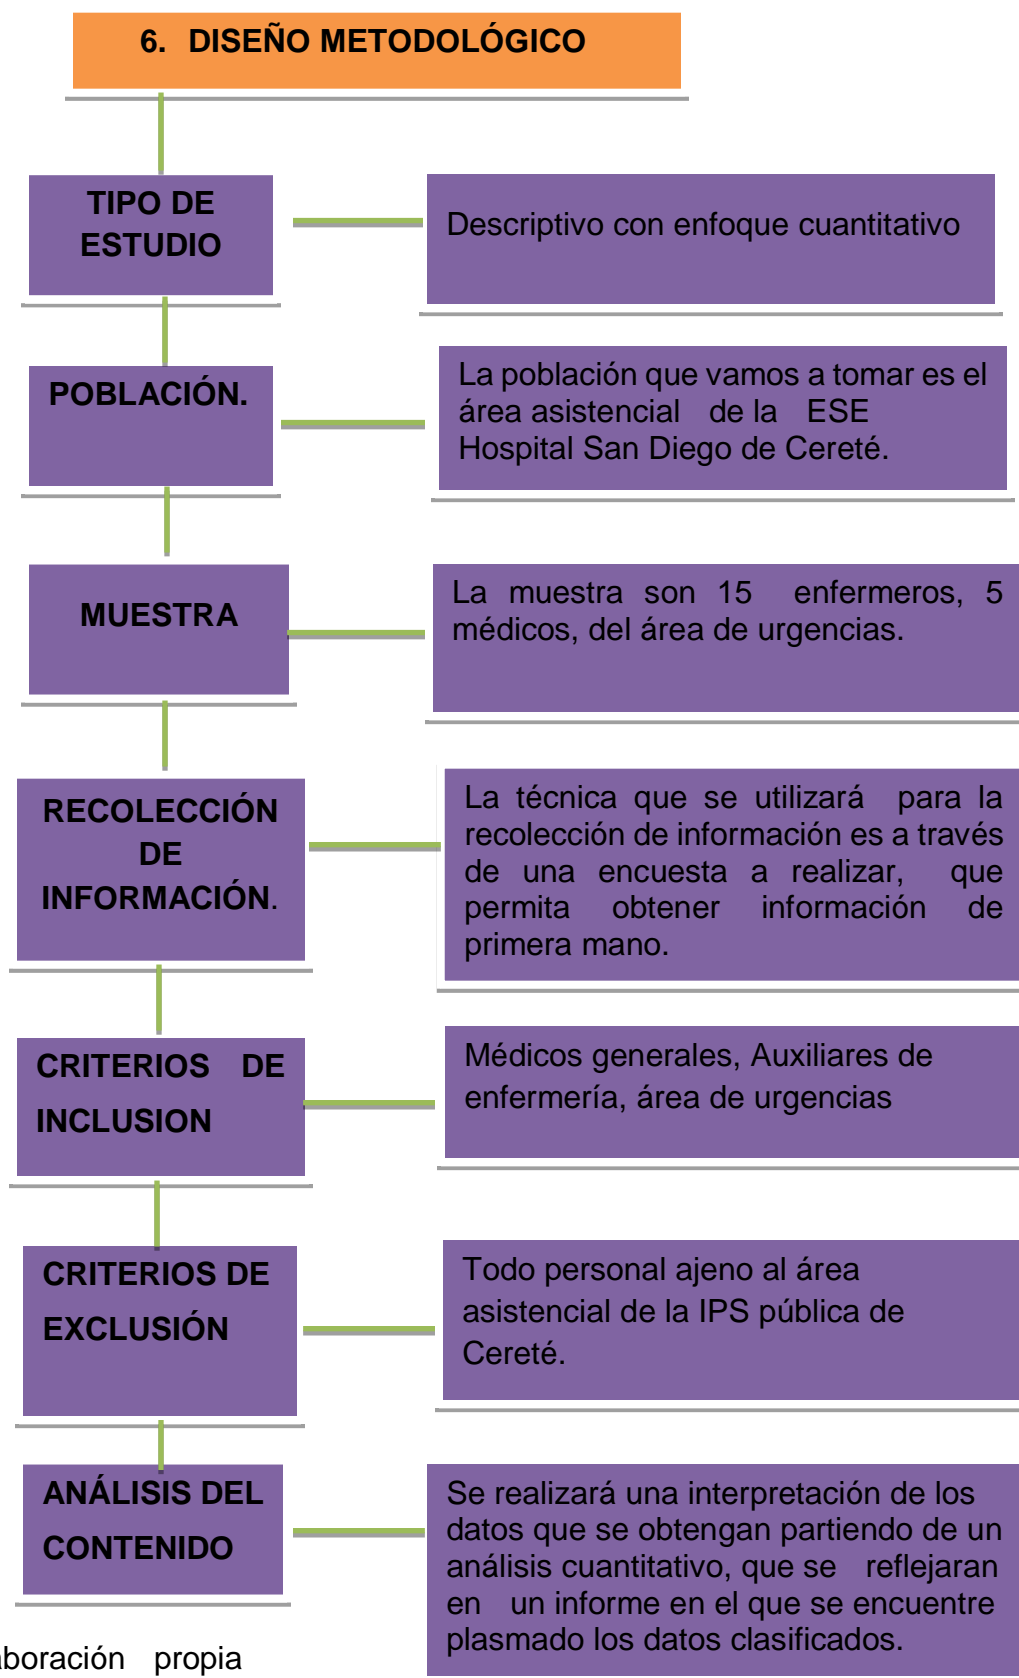 6. DISEÑO METODOLÓGICO
TIPO DE
ESTUDIO
Descriptivo con enfoque cuantitativo
POBLACIÓN.
La población que vamos a tomar es el
área asistencial de la ESE
Hospital San Diego de Cereté.
MUESTRA
La muestra son 15 enfermeros, 5
médicos, del área de urgencias.
RECOLECCIÓN
DE
INFORMACIÓN.
La técnica que se utilizará para la
recolección de información es a través
de una encuesta a realizar, que
permita obtener información de
primera mano.
CRITERIOS DE
INCLUSION
Médicos generales, Auxiliares de
enfermería, área de urgencias
CRITERIOS DE
EXCLUSIÓN
Todo personal ajeno al área
asistencial de la IPS pública de
Cereté.
ANÁLISIS DEL
CONTENIDO
Se realizará una interpretación de los
datos que se obtengan partiendo de un
análisis cuantitativo, que se reflejaran
en un informe en el que se encuentre
plasmado los datos clasificados.
aboración propia